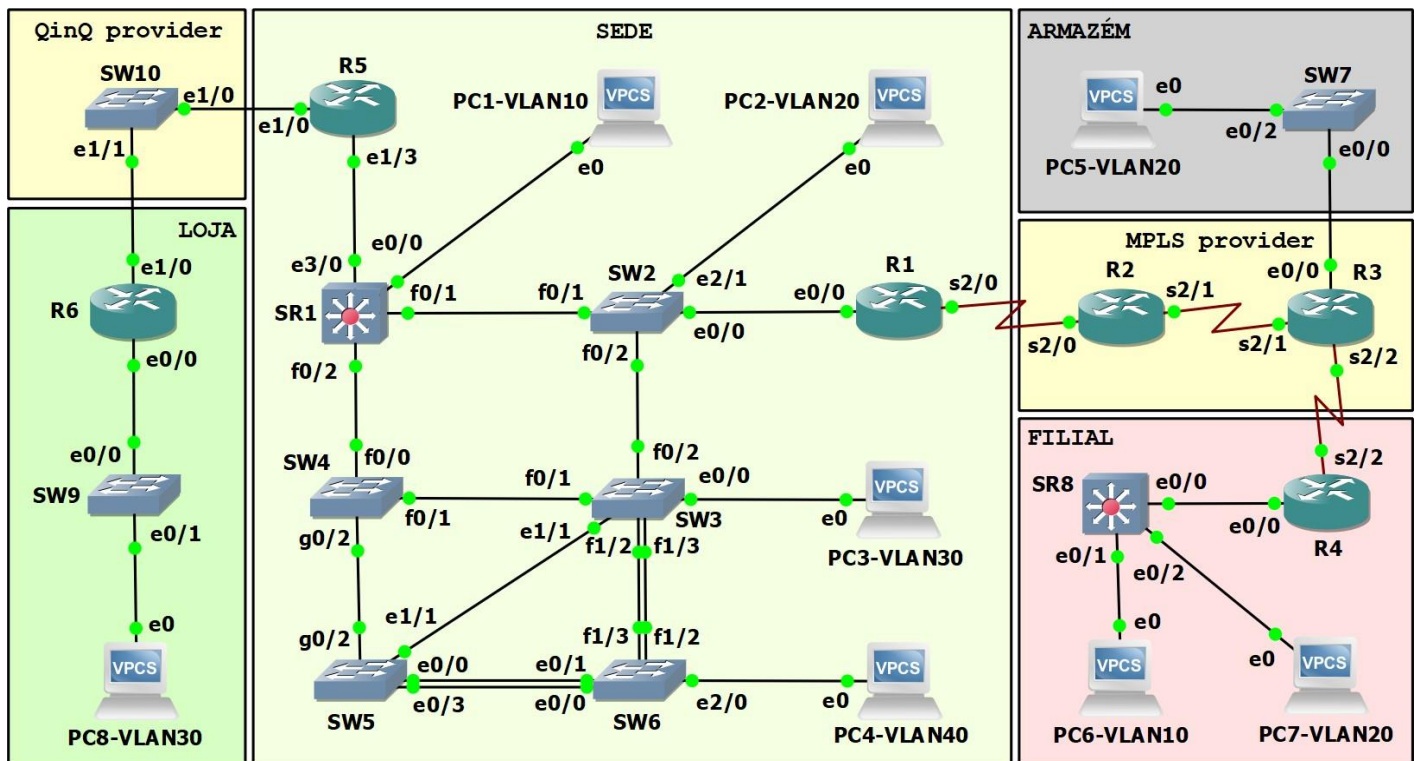 QinQ provider
SW10
e1/0
e1/1
LOJA
e1/0
R6
e0/0
e0/0
SW9
e0/1
e0
VPCS
PC8-VLAN30
SEDE
R5
e1/0
e1/3
PC1-VLAN10
VPCS
e0
PC2-VLAN20
VPCS
e0
e0/0
e3/0
SR1
f0/1
f0/2
SW2
f0/1
e2/1
e0/0
f0/2
R1
e0/0
s2/0
SW4
f0/0
f0/1
g0/2
f0/2
f0/1
e0/0
SW3
e1/1
f1/2
f1/3
VPCS
e0
PC3-VLAN30
g0/2
e1/1
e0/0
e0/3
SW5
f1/3
f1/2
e0/1
e0/0
SW6
e2/0
e0
VPCS
PC4-VLAN40
ARMAZÉM
SW7
VPCS
e0
e0/2
e0/0
PC5-VLAN20
MPLS provider
R2
s2/0
s2/1
e0/0
R3
s2/1
s2/2
FILIAL
SR8
e0/0
e0/1
e0/2
s2/2
e0/0
R4
e0
VPCS
PC6-VLAN10
e0
VPCS
PC7-VLAN20